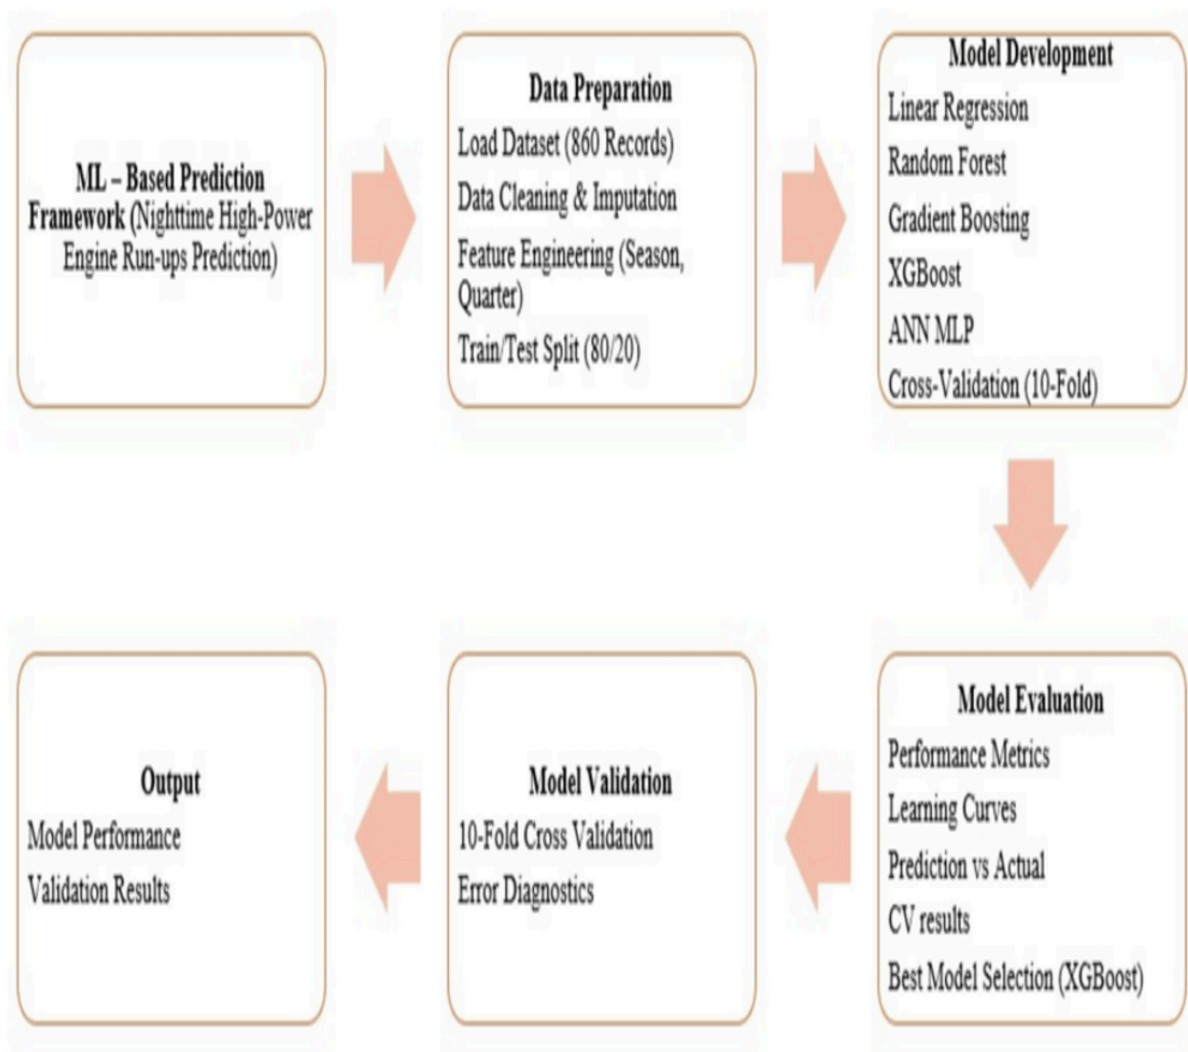 ML – Based Prediction
Framework (Nighttime High-Power
Engine Run-ups Prediction)
Data Preparation
Load Dataset (860 Records)
Data Cleaning & Imputation
Feature Engineering (Season,
Quarter)
Train/Test Split (80/20)
Model Development
Linear Regression
Random Forest
Gradient Boosting
XGBoost
ANN MLP
Cross-Validation (10-Fold)
Model Evaluation
Performance Metrics
Learning Curves
Prediction vs Actual
CV results
Best Model Selection (XGBoost)
Model Validation
10-Fold Cross Validation
Error Diagnostics
Output
Model Performance
Validation Results